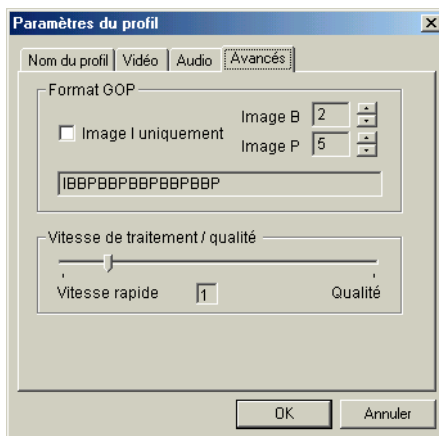 Paramètres du profil
Nom du profil Vidéo Audio Avancés
Format GOP
Image I uniquement
Image B 2
Image P 5
IBBPBBPBBPBBPBBP
Vitesse de traitement / qualité
Vitesse rapide 1 Qualité
OK Annuler